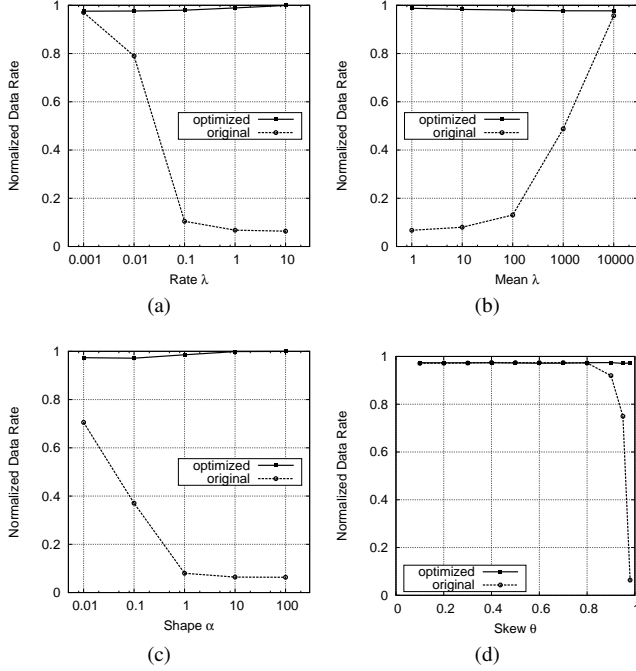 1
0.8
0.6
0.4
0.2
0
Normalized Data Rate
optimized
original
0.001 0.01 0.1 1 10
Rate λ
(a)
1
0.8
0.6
0.4
0.2
0
Normalized Data Rate
optimized
original
1 10 100 1000 10000
Mean λ
(b)
1
0.8
0.6
0.4
0.2
0
Normalized Data Rate
optimized
original
0.01 0.1 1 10 100
Shape α
(c)
1
0.8
0.6
0.4
0.2
0
Normalized Data Rate
optimized
original
0 0.2 0.4 0.6 0.8 1
Skew θ
(d)